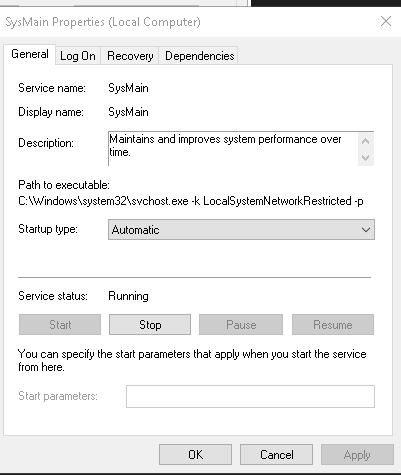 SysMain Properties (Local Computer)
General Log On Recovery Dependencies
Service name: SysMain
Display name: SysMain
Description: Maintains and improves system performance over
time.
Path to executable:
C:\Windows\system32\svchost.exe -k LocalSystemNetworkRestricted -p
Startup type: Automatic
Service status: Running
Start Stop Pause Resume
You can specify the start parameters that apply when you start the service
from here.
Start parameters:
OK Cancel Apply